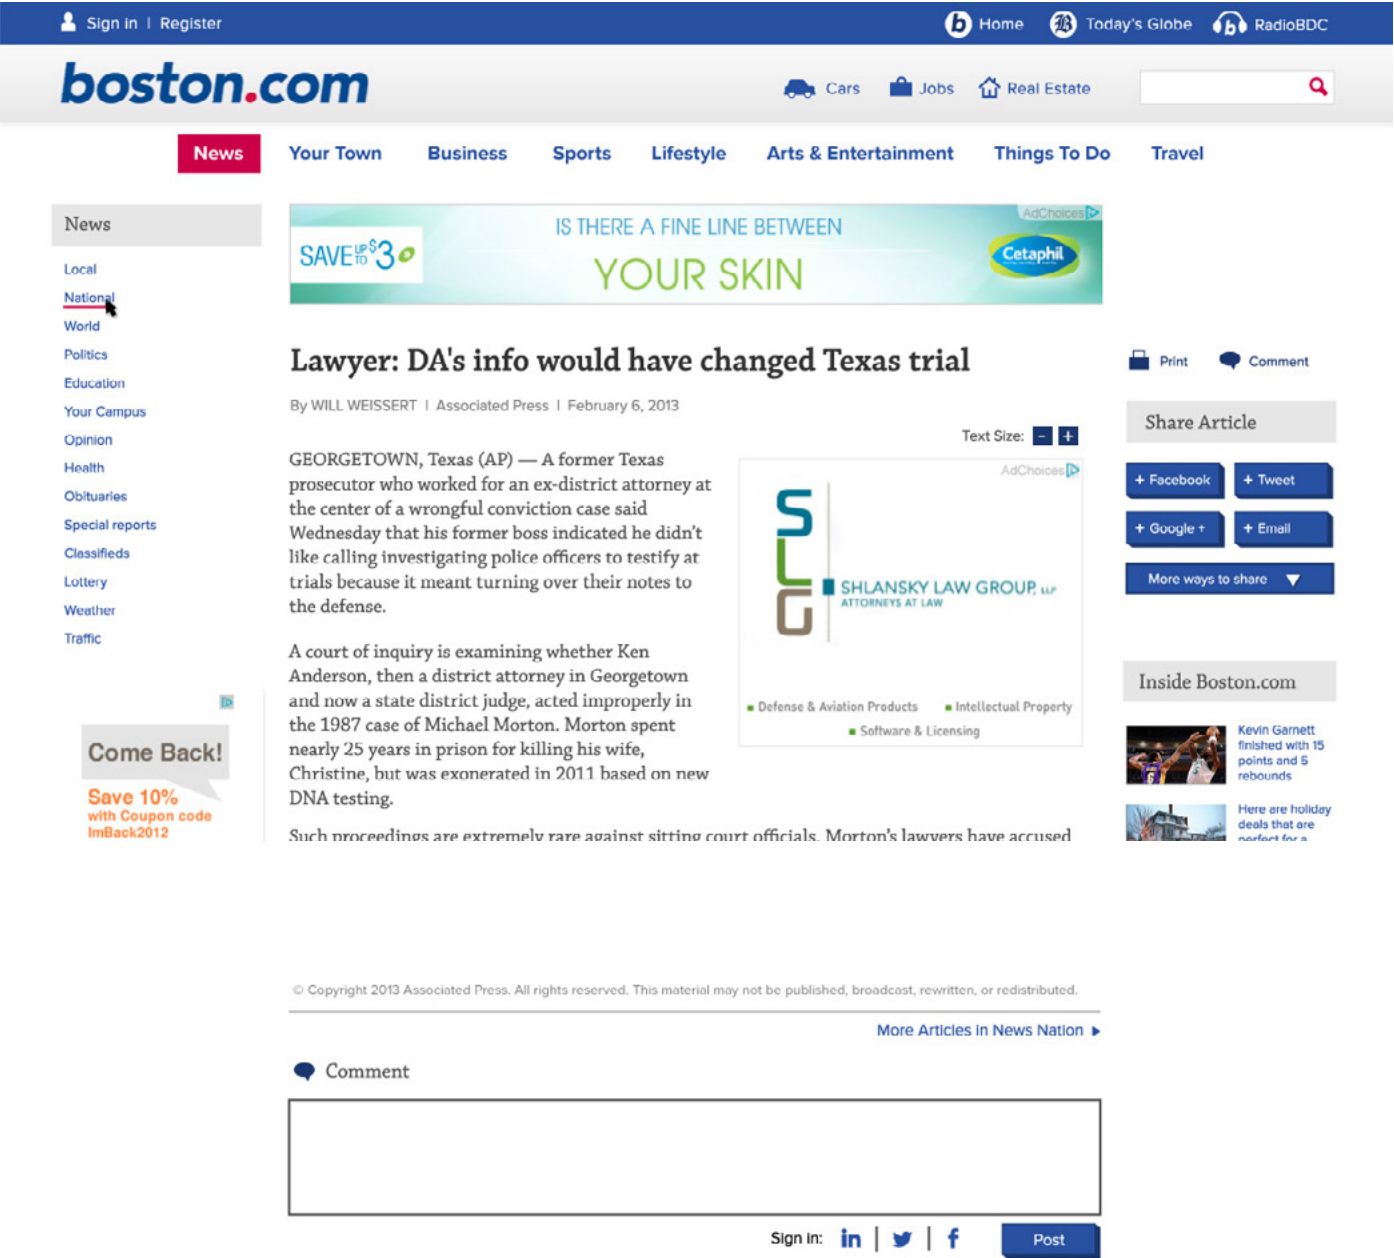 Sign in | Register
Home
Today's Globe
RadioBDC
boston.com
Cars
Jobs
Real Estate
News
Your Town
Business
Sports
Lifestyle
Arts & Entertainment
Things To Do
Travel
News
Local
National
World
Politics
Education
Your Campus
Opinion
Health
Obituaries
Special reports
Classifieds
Lottery
Weather
Traffic
Come Back!
Save 10%
with Coupon code
ImBack2012
AdChoices
SAVE UP TO $3
IS THERE A FINE LINE BETWEEN
YOUR SKIN
Cetaphil
Lawyer: DA's info would have changed Texas trial
By WILL WEISSERT | Associated Press | February 6, 2013
Text Size: - +
GEORGETOWN, Texas (AP) — A former Texas
prosecutor who worked for an ex-district attorney at
the center of a wrongful conviction case said
Wednesday that his former boss indicated he didn't
like calling investigating police officers to testify at
trials because it meant turning over their notes to
the defense.
A court of inquiry is examining whether Ken
Anderson, then a district attorney in Georgetown
and now a state district judge, acted improperly in
the 1987 case of Michael Morton. Morton spent
nearly 25 years in prison for killing his wife,
Christine, but was exonerated in 2011 based on new
DNA testing.
Such proceedings are extremely rare against sitting court officials. Morton's lawyers have accused
AdChoices
SLG
SHLANSKY LAW GROUP, LLP
ATTORNEYS AT LAW
Defense & Aviation Products
Intellectual Property
Software & Licensing
Print
Comment
Share Article
+ Facebook
+ Tweet
+ Google +
+ Email
More ways to share
Inside Boston.com
Kevin Garnett
finished with 15
points and 5
rebounds
Here are holiday
deals that are
perfect for a
© Copyright 2013 Associated Press. All rights reserved. This material may not be published, broadcast, rewritten, or redistributed.
More Articles in News Nation
Comment
Sign in:
in
f
Post